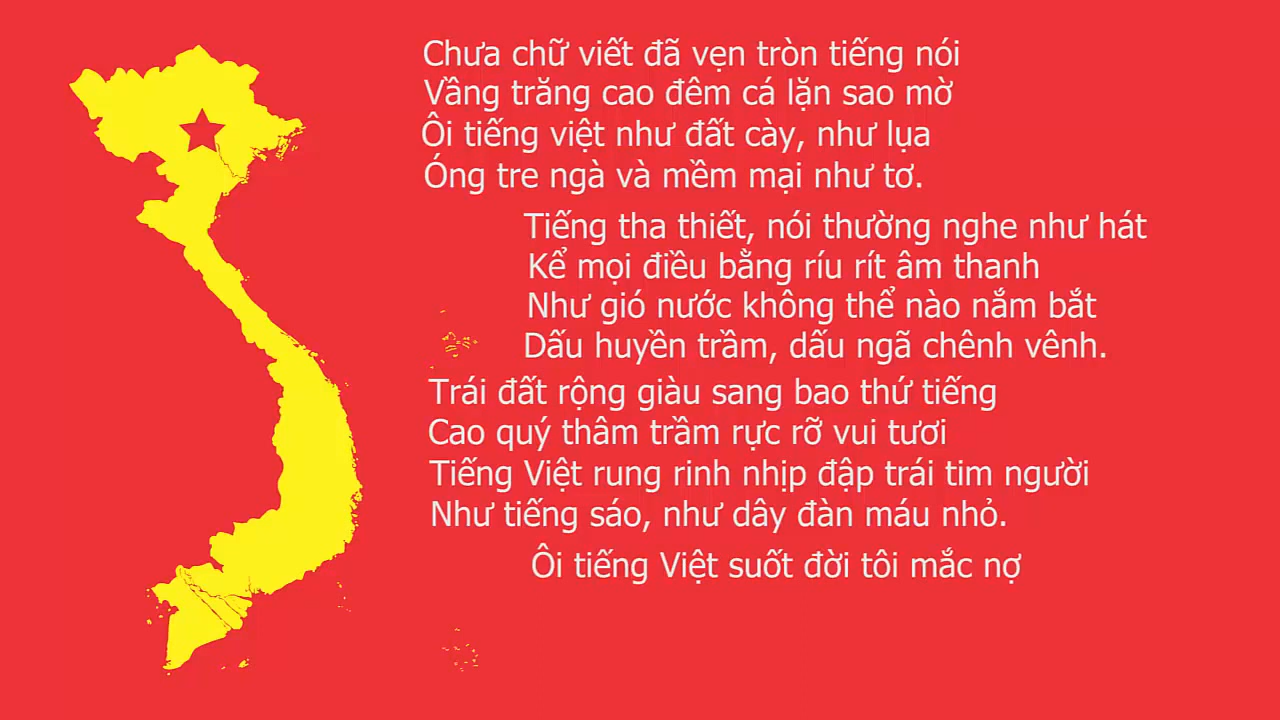 Chưa chữ viết đã vẹn tròn tiếng nói
Vầng trăng cao đêm cá lặn sao mờ
Ôi tiếng việt như đất cày, như lụa
Óng tre ngà và mềm mại như tơ.
Tiếng tha thiết, nói thường nghe như hát
Kể mọi điều bằng ríu rít âm thanh
Như gió nước không thể nào nắm bắt
Dấu huyền trầm, dấu ngã chênh vênh.
Trái đất rộng giàu sang bao thứ tiếng
Cao quý thâm trầm rực rỡ vui tươi
Tiếng Việt rung rinh nhịp đập trái tim người
Như tiếng sáo, như dây đàn máu nhỏ.
Ôi tiếng Việt suốt đời tôi mắc nợ